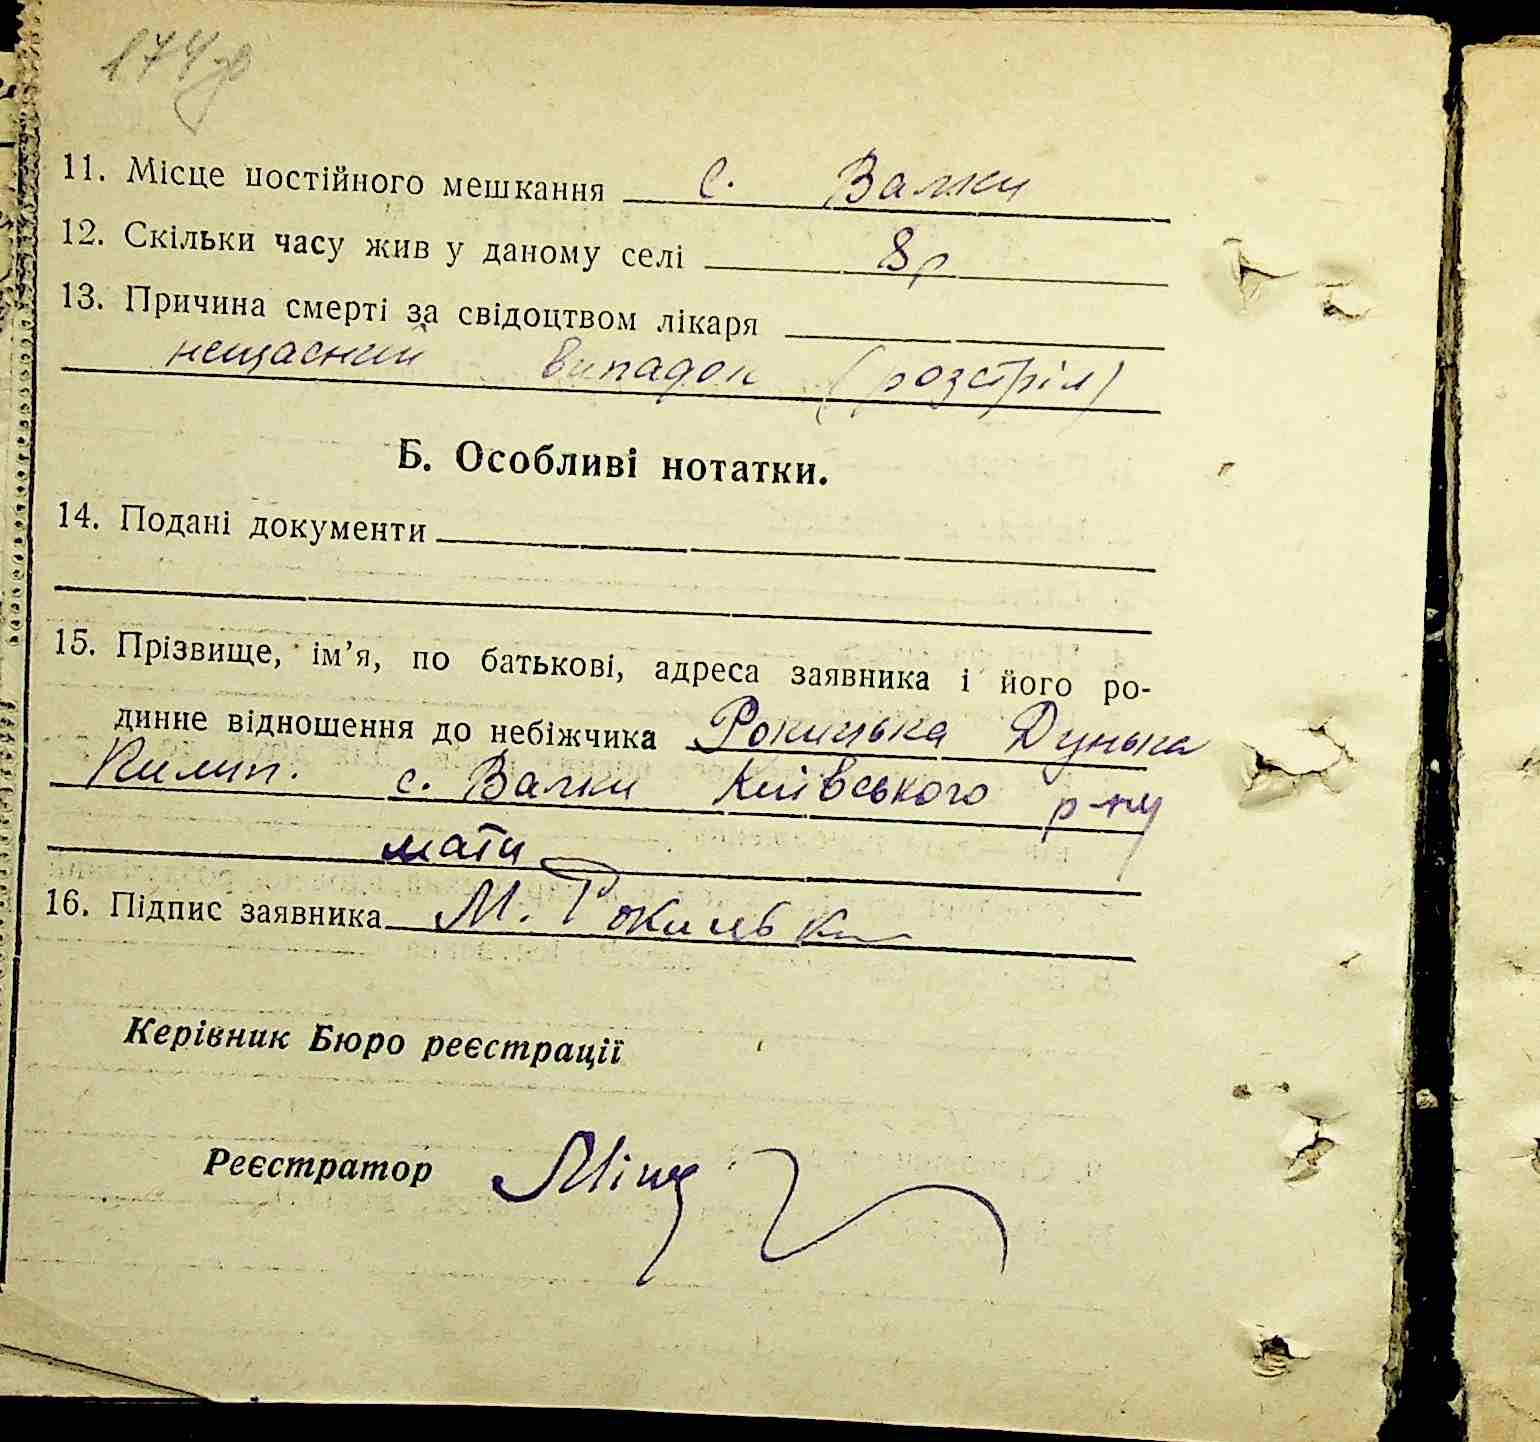 174зв
11. Місце постійного мешкання с. Валки
12. Скільки часу жив у даному селі 8р
13. Причина смерті за свідоцтвом лікаря
нещасний випадок (розстріл)
Б. Особливі нотатки.
14. Подані документи
15. Прізвище, ім’я, по батькові, адреса заявника і його ро-
динне відношення до небіжчика Рокицька Дунька
Пилип. с. Валки Київського р-ну
мати
16. Підпис заявника М. Рокицька
Керівник Бюро реєстрації
Реєстратор